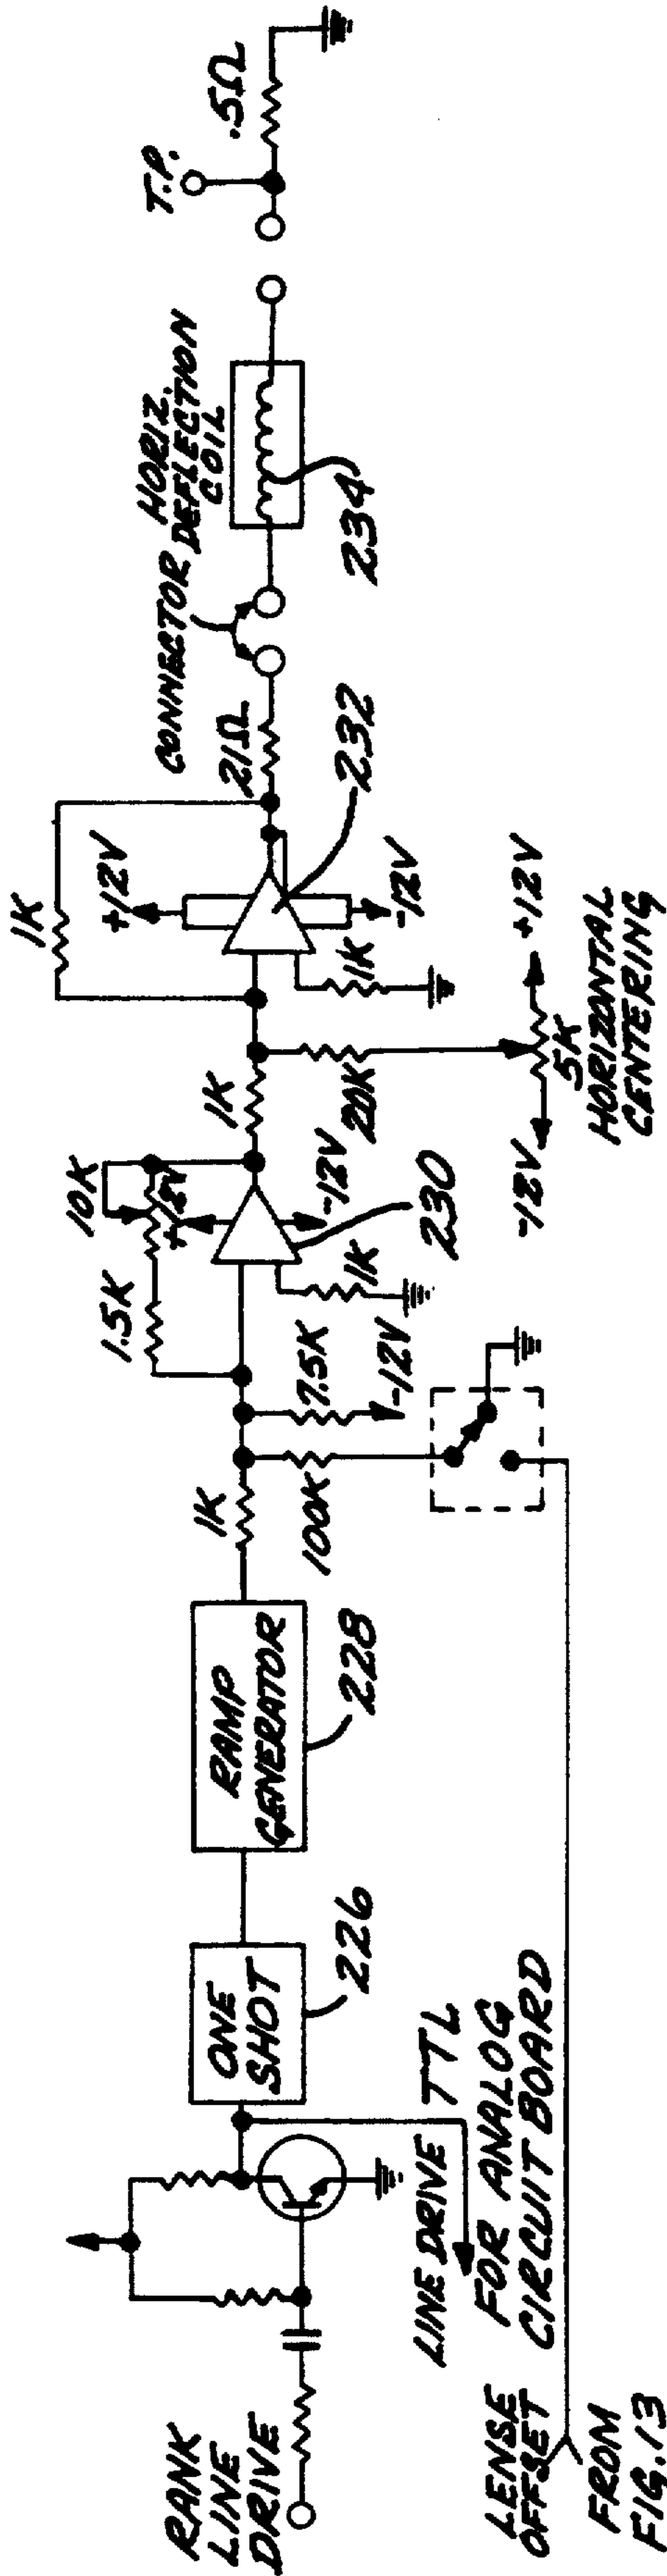 RANK
LINE
DRIVE
LINE DRIVE TTL
FOR ANALOG
CIRCUIT BOARD
LENSE
OFFSET
FROM
FIG.13
ONE
SHOT
226
RAMP
GENERATOR
228
1K
100K
7.5K
-12V
1.5K
10K
+12V
-12V
1K
230
1K
20K
-12V
5K
+12V
HORIZONTAL
CENTERING
1K
+12V
-12V
1K
232
21Ω
CONNECTOR
HORIZ.
DEFLECTION
COIL
234
T.P.
.5Ω